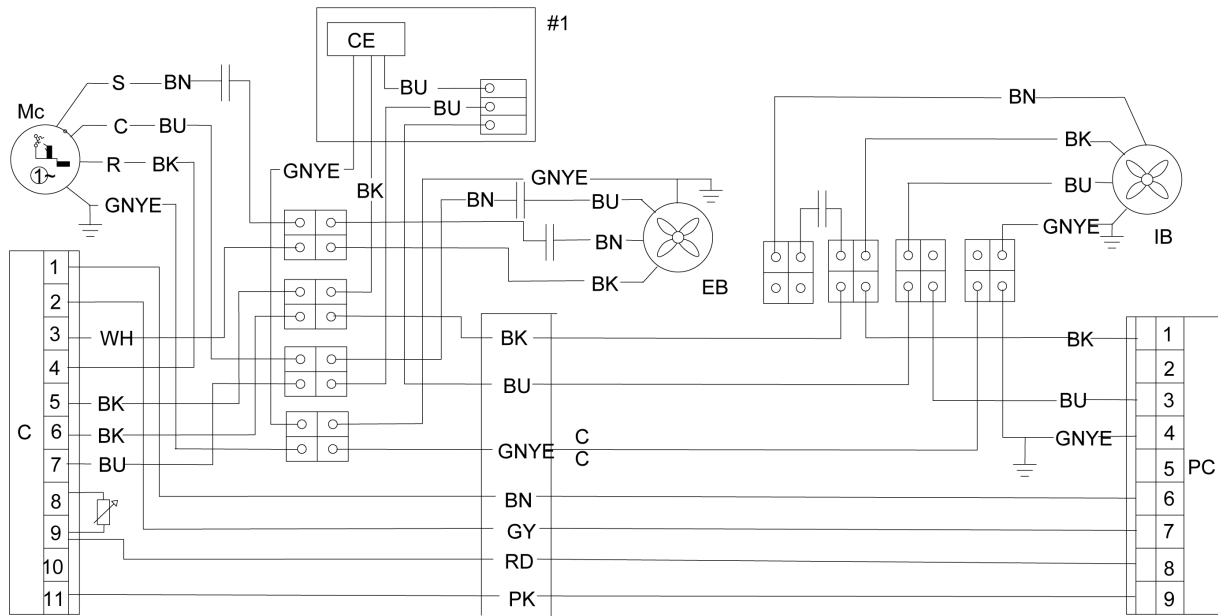 #1
CE
BU
BU
BN
S BN
Mc
C BU
BK
R BK
1~
GNYE
GNYE
BK
GNYE
BU
BN
BU
BN
GNYE
GNYE
IB
BN
EB
BK
C
1
2
3
4
5
6
7
8
9
10
11
WH
BK
BK
BU
BK
BU
GNYE
C
C
BN
GY
RD
PK
BK
BU
GNYE
1
2
3
4
5
6
7
8
9
PC